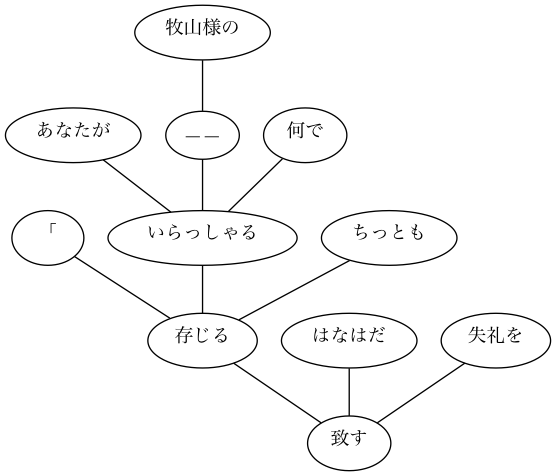 牧山様の
あなたが
――
何で
「
いらっしゃる
ちっとも
存じる
はなはだ
失礼を
致す